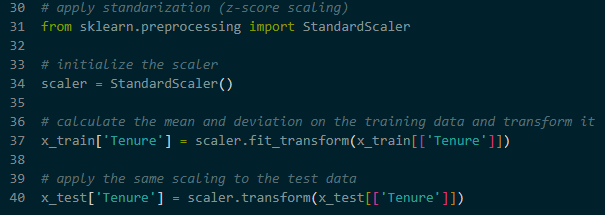 30 # apply standarization (z-score scaling)
31 from sklearn.preprocessing import StandardScaler
32
33 # initialize the scaler
34 scaler = StandardScaler()
35
36 # calculate the mean and deviation on the training data and transform it
37 x_train['Tenure'] = scaler.fit_transform(x_train[['Tenure']])
38
39 # apply the same scaling to the test data
40 x_test['Tenure'] = scaler.transform(x_test[['Tenure']])